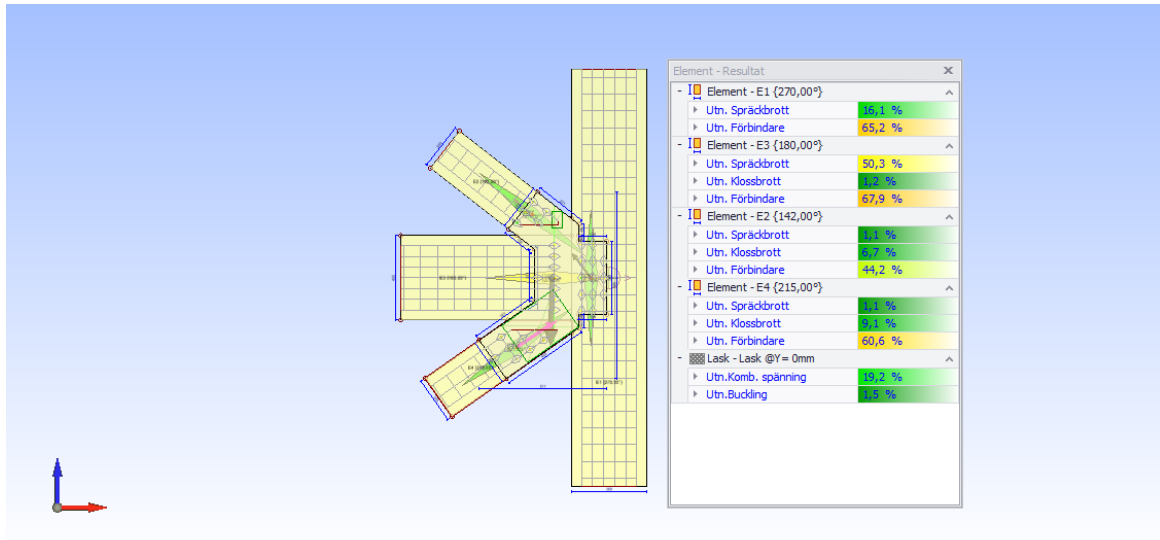 Element - Resultat
Element - E1 {270,00°}
Utn. Spräckbrott 16,1 %
Utn. Förbindare 65,2 %
Element - E3 {180,00°}
Utn. Spräckbrott 50,3 %
Utn. Klossbrott 1,2 %
Utn. Förbindare 67,9 %
Element - E2 {142,00°}
Utn. Spräckbrott 1,1 %
Utn. Klossbrott 6,7 %
Utn. Förbindare 44,2 %
Element - E4 {215,00°}
Utn. Spräckbrott 1,1 %
Utn. Klossbrott 9,1 %
Utn. Förbindare 60,6 %
Lask - Lask @Y= 0mm
Utn.Komb. spänning 19,2 %
Utn.Buckling 1,5 %